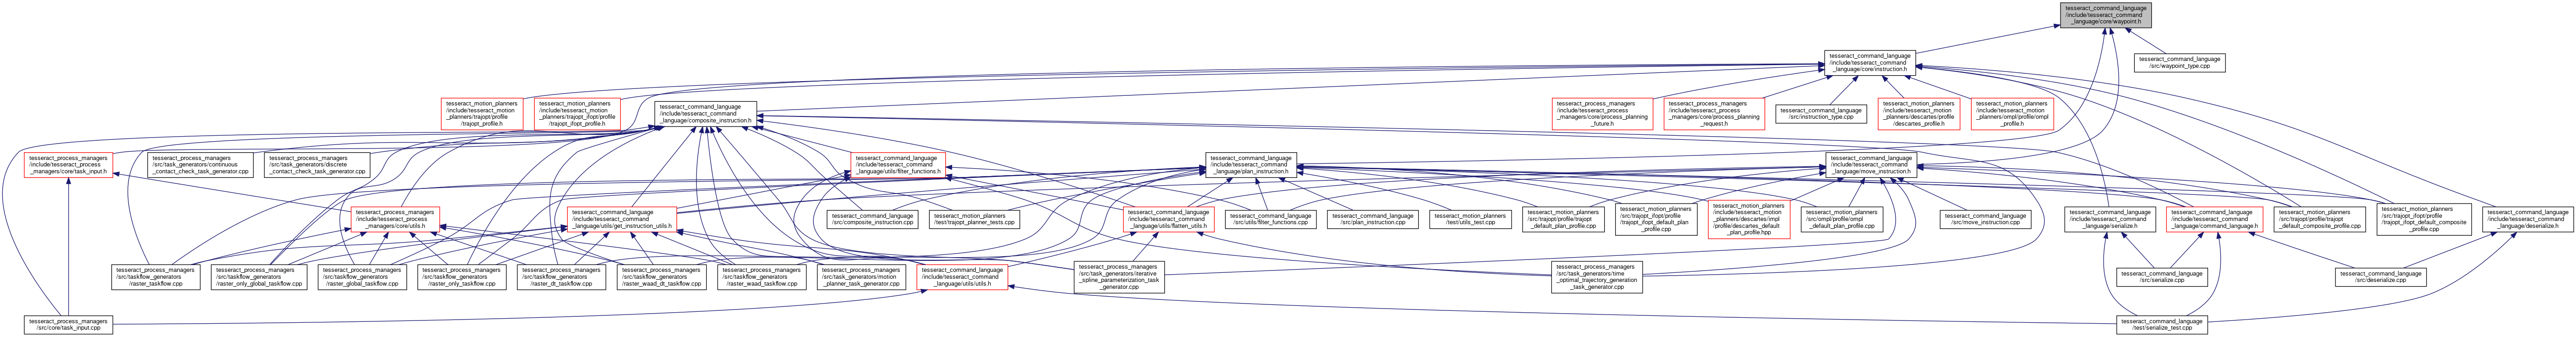 tesseract_command_language
/include/tesseract_command
_language/core/waypoint.h
tesseract_command_language
/include/tesseract_command
_language/core/instruction.h
tesseract_command_language
/src/waypoint_type.cpp
tesseract_motion_planners
/include/tesseract_motion
_planners/trajopt/profile
/trajopt_profile.h
tesseract_motion_planners
/include/tesseract_motion
_planners/trajopt_ifopt/profile
/trajopt_ifopt_profile.h
tesseract_command_language
/include/tesseract_command
_language/composite_instruction.h
tesseract_process_managers
/include/tesseract_process
_managers/core/process_planning
_future.h
tesseract_process_managers
/include/tesseract_process
_managers/core/process_planning
_request.h
tesseract_command_language
/src/instruction_type.cpp
tesseract_motion_planners
/include/tesseract_motion
_planners/descartes/profile
/descartes_profile.h
tesseract_motion_planners
/include/tesseract_motion
_planners/ompl/profile/ompl
_profile.h
tesseract_process_managers
/include/tesseract_process
_managers/core/task_input.h
tesseract_process_managers
/src/task_generators/continuous
_contact_check_task_generator.cpp
tesseract_process_managers
/src/task_generators/discrete
_contact_check_task_generator.cpp
tesseract_command_language
/include/tesseract_command
_language/utils/filter_functions.h
tesseract_command_language
/include/tesseract_command
_language/plan_instruction.h
tesseract_command_language
/include/tesseract_command
_language/move_instruction.h
tesseract_process_managers
/include/tesseract_process
_managers/core/utils.h
tesseract_command_language
/include/tesseract_command
_language/utils/get_instruction_utils.h
tesseract_command_language
/src/composite_instruction.cpp
tesseract_motion_planners
/test/trajopt_planner_tests.cpp
tesseract_command_language
/include/tesseract_command
_language/utils/flatten_utils.h
tesseract_command_language
/src/utils/filter_functions.cpp
tesseract_command_language
/src/plan_instruction.cpp
tesseract_motion_planners
/test/utils_test.cpp
tesseract_motion_planners
/src/trajopt/profile/trajopt
_default_plan_profile.cpp
tesseract_motion_planners
/src/trajopt_ifopt/profile
/trajopt_ifopt_default_plan
_profile.cpp
tesseract_motion_planners
/include/tesseract_motion
_planners/descartes/impl
/profile/descartes_default
_plan_profile.hpp
tesseract_motion_planners
/src/ompl/profile/ompl
_default_plan_profile.cpp
tesseract_command_language
/src/move_instruction.cpp
tesseract_command_language
/include/tesseract_command
_language/serialize.h
tesseract_command_language
/include/tesseract_command
_language/command_language.h
tesseract_motion_planners
/src/trajopt/profile/trajopt
_default_composite_profile.cpp
tesseract_motion_planners
/src/trajopt_ifopt/profile
/trajopt_ifopt_default_composite
_profile.cpp
tesseract_command_language
/include/tesseract_command
_language/deserialize.h
tesseract_process_managers
/src/taskflow_generators
/raster_taskflow.cpp
tesseract_process_managers
/src/taskflow_generators
/raster_only_global_taskflow.cpp
tesseract_process_managers
/src/taskflow_generators
/raster_global_taskflow.cpp
tesseract_process_managers
/src/taskflow_generators
/raster_only_taskflow.cpp
tesseract_process_managers
/src/taskflow_generators
/raster_dt_taskflow.cpp
tesseract_process_managers
/src/taskflow_generators
/raster_waad_dt_taskflow.cpp
tesseract_process_managers
/src/taskflow_generators
/raster_waad_taskflow.cpp
tesseract_process_managers
/src/task_generators/motion
_planner_task_generator.cpp
tesseract_command_language
/include/tesseract_command
_language/utils/utils.h
tesseract_process_managers
/src/task_generators/iterative
_spline_parameterization_task
_generator.cpp
tesseract_process_managers
/src/task_generators/time
_optimal_trajectory_generation
_task_generator.cpp
tesseract_command_language
/src/serialize.cpp
tesseract_command_language
/src/deserialize.cpp
tesseract_process_managers
/src/core/task_input.cpp
tesseract_command_language
/test/serialize_test.cpp